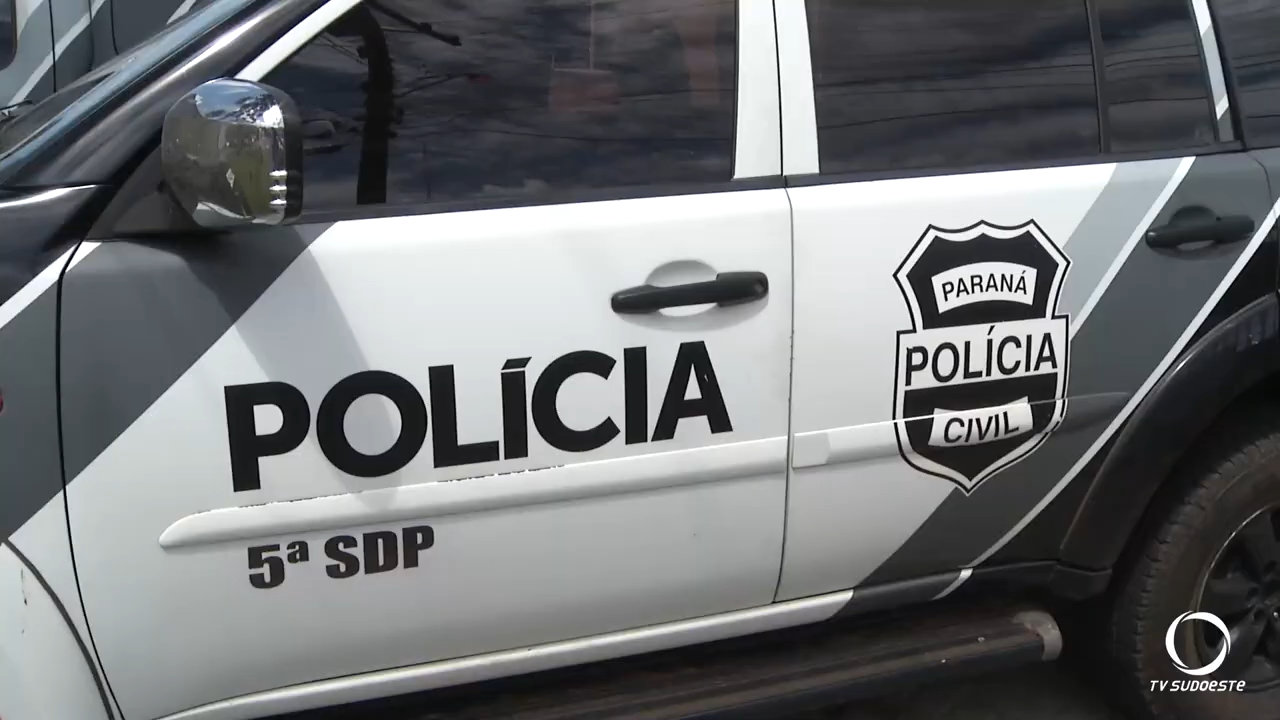 POLÍCIA
5ª SDP
PARANÁ
POLÍCIA
CIVIL
TV SUDOESTE